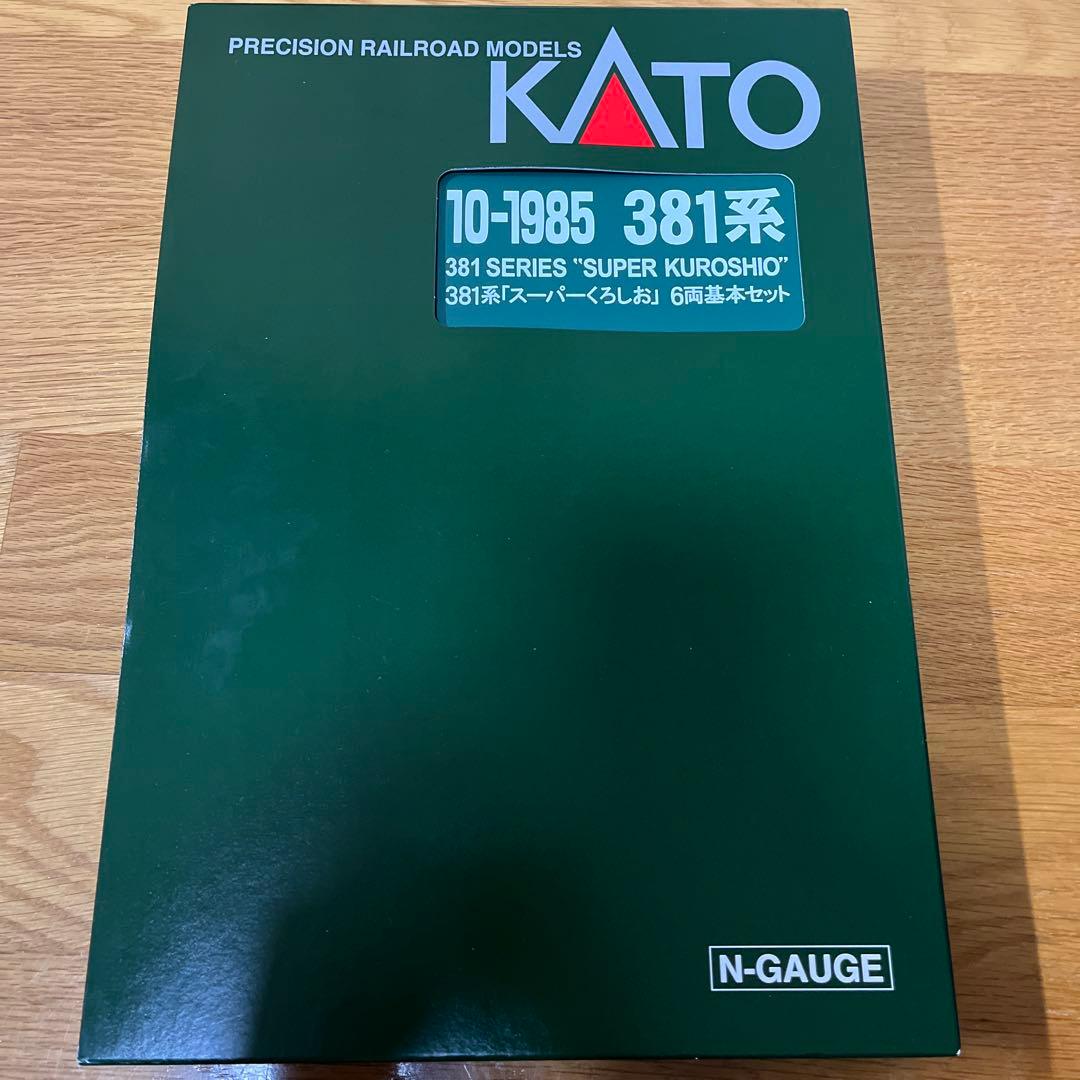 PRECISION RAILROAD MODELS
KATO
10-1985 381系
381 SERIES "SUPER KUROSHIO"
381系「スーパーくろしお」 6両基本セット
N-GAUGE